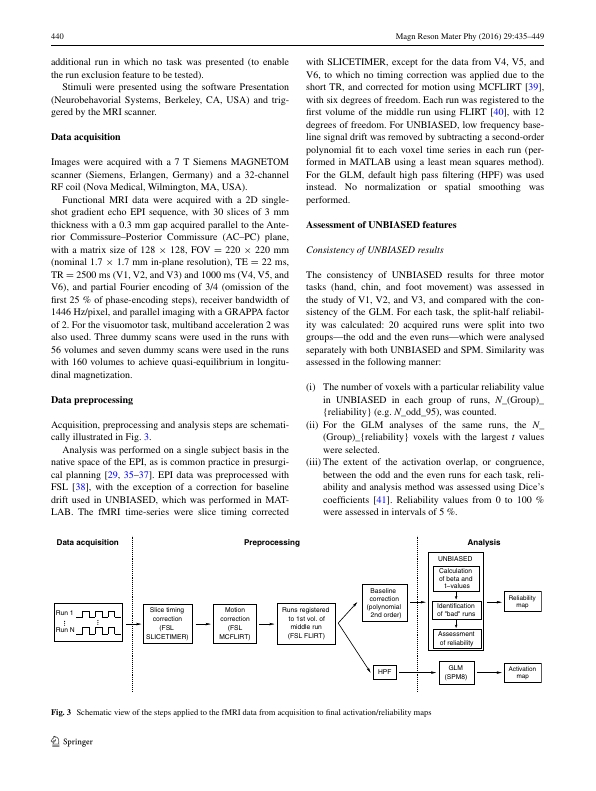 440
Magn Reson Mater Phy (2016) 29:435–449
additional run in which no task was presented (to enable
the run exclusion feature to be tested).
Stimuli were presented using the software Presentation
(Neurobehavorial Systems, Berkeley, CA, USA) and trig-
gered by the MRI scanner.
Data acquisition
Images were acquired with a 7 T Siemens MAGNETOM
scanner (Siemens, Erlangen, Germany) and a 32-channel
RF coil (Nova Medical, Wilmington, MA, USA).
Functional MRI data were acquired with a 2D single-
shot gradient echo EPI sequence, with 30 slices of 3 mm
thickness with a 0.3 mm gap acquired parallel to the Ante-
rior Commissure–Posterior Commissure (AC–PC) plane,
with a matrix size of 128 × 128, FOV = 220 × 220 mm
(nominal 1.7 × 1.7 mm in-plane resolution), TE = 22 ms,
TR = 2500 ms (V1, V2, and V3) and 1000 ms (V4, V5, and
V6), and partial Fourier encoding of 3/4 (omission of the
first 25 % of phase-encoding steps), receiver bandwidth of
1446 Hz/pixel, and parallel imaging with a GRAPPA factor
of 2. For the visuomotor task, multiband acceleration 2 was
also used. Three dummy scans were used in the runs with
56 volumes and seven dummy scans were used in the runs
with 160 volumes to achieve quasi-equilibrium in longitu-
dinal magnetization.
Data preprocessing
Acquisition, preprocessing and analysis steps are schemati-
cally illustrated in Fig. 3.
Analysis was performed on a single subject basis in the
native space of the EPI, as is common practice in presurgi-
cal planning [29, 35–37]. EPI data was preprocessed with
FSL [38], with the exception of a correction for baseline
drift used in UNBIASED, which was performed in MAT-
LAB. The fMRI time-series were slice timing corrected
with SLICETIMER, except for the data from V4, V5, and
V6, to which no timing correction was applied due to the
short TR, and corrected for motion using MCFLIRT [39],
with six degrees of freedom. Each run was registered to the
first volume of the middle run using FLIRT [40], with 12
degrees of freedom. For UNBIASED, low frequency base-
line signal drift was removed by subtracting a second-order
polynomial fit to each voxel time series in each run (per-
formed in MATLAB using a least mean squares method).
For the GLM, default high pass filtering (HPF) was used
instead. No normalization or spatial smoothing was
performed.
Assessment of UNBIASED features
Consistency of UNBIASED results
The consistency of UNBIASED results for three motor
tasks (hand, chin, and foot movement) was assessed in
the study of V1, V2, and V3, and compared with the con-
sistency of the GLM. For each task, the split-half reliabil-
ity was calculated: 20 acquired runs were split into two
groups—the odd and the even runs—which were analysed
separately with both UNBIASED and SPM. Similarity was
assessed in the following manner:
(i) The number of voxels with a particular reliability value
in UNBIASED in each group of runs, N_(Group)_
{reliability} (e.g. N_odd_95), was counted.
(ii) For the GLM analyses of the same runs, the N_
(Group)_{reliability} voxels with the largest t values
were selected.
(iii) The extent of the activation overlap, or congruence,
between the odd and the even runs for each task, reli-
ability and analysis method was assessed using Dice's
coefficients [41]. Reliability values from 0 to 100 %
were assessed in intervals of 5 %.
Data acquisition
Preprocessing
Analysis
Run 1
Run N
Slice timing
correction
(FSL
SLICETIMER)
Motion
correction
(FSL
MCFLIRT)
Runs registered
to 1st vol. of
middle run
(FSL FLIRT)
Baseline
correction
(polynomial
2nd order)
HPF
UNBIASED
Calculation
of beta and
t−values
Identification
of "bad" runs
Assessment
of reliability
Reliability
map
GLM
(SPM8)
Activation
map
Fig. 3 Schematic view of the steps applied to the fMRI data from acquisition to final activation/reliability maps
Springer